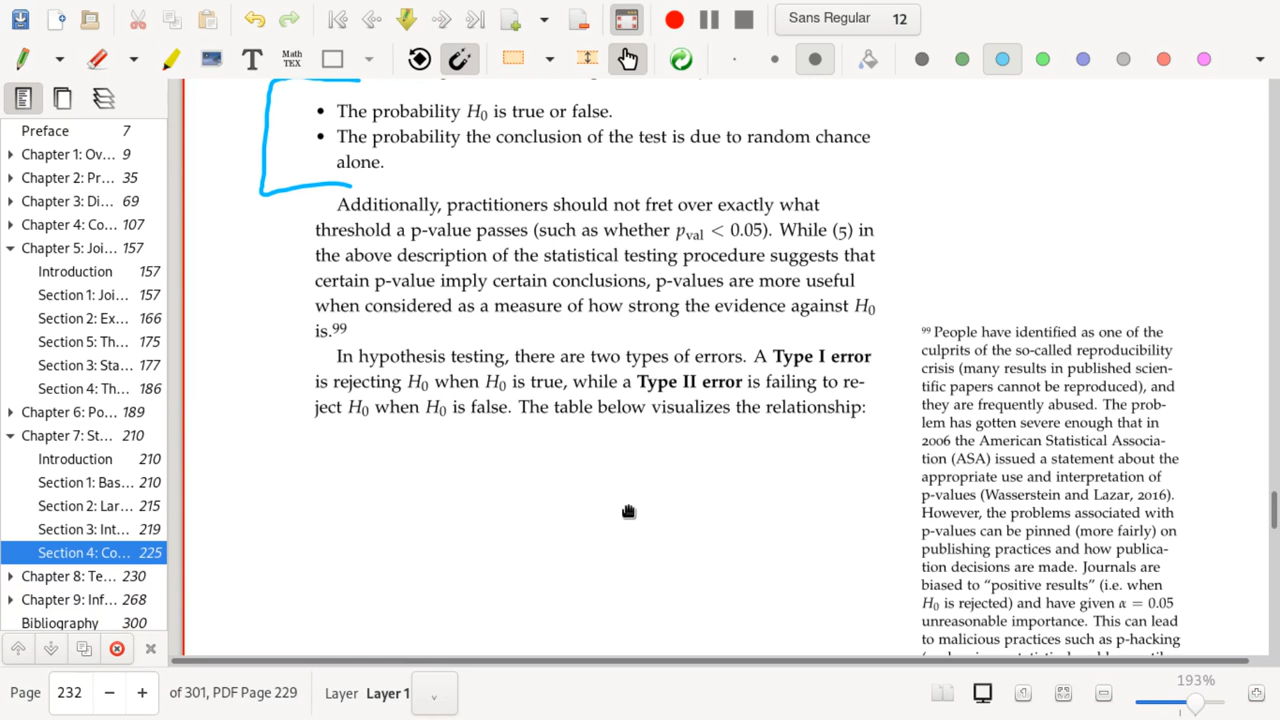 Sans Regular 12
Math
TEX
Preface 7
Chapter 1: Ov... 9
Chapter 2: Pr... 35
Chapter 3: Di... 69
Chapter 4: Co... 107
Chapter 5: Joi... 157
Introduction 157
Section 1: Joi... 157
Section 2: Ex... 166
Section 5: Th... 175
Section 3: Sta... 177
Section 4: Th... 186
Chapter 6: Po... 189
Chapter 7: St... 210
Introduction 210
Section 1: Bas... 210
Section 2: Lar... 215
Section 3: Int... 219
Section 4: Co... 225
Chapter 8: Te... 230
Chapter 9: Inf... 268
Bibliography 300
• The probability H₀ is true or false.
• The probability the conclusion of the test is due to random chance
alone.
Additionally, practitioners should not fret over exactly what
threshold a p-value passes (such as whether p_val < 0.05). While (5) in
the above description of the statistical testing procedure suggests that
certain p-value imply certain conclusions, p-values are more useful
when considered as a measure of how strong the evidence against H₀
is.⁹⁹
In hypothesis testing, there are two types of errors. A Type I error
is rejecting H₀ when H₀ is true, while a Type II error is failing to re-
ject H₀ when H₀ is false. The table below visualizes the relationship:
⁹⁹ People have identified as one of the
culprits of the so-called reproducibility
crisis (many results in published scien-
tific papers cannot be reproduced), and
they are frequently abused. The prob-
lem has gotten severe enough that in
2006 the American Statistical Associa-
tion (ASA) issued a statement about the
appropriate use and interpretation of
p-values (Wasserstein and Lazar, 2016).
However, the problems associated with
p-values can be pinned (more fairly) on
publishing practices and how publica-
tion decisions are made. Journals are
biased to “positive results” (i.e. when
H₀ is rejected) and have given α = 0.05
unreasonable importance. This can lead
to malicious practices such as p-hacking
Page 232 of 301, PDF Page 229
Layer Layer 1
193%